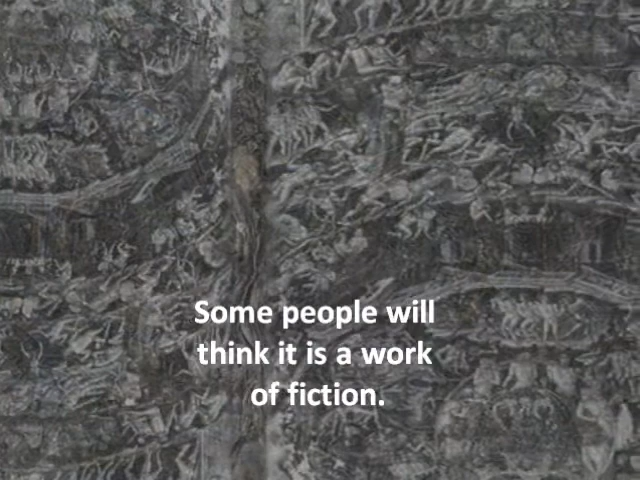 Some people will
think it is a work
of fiction.